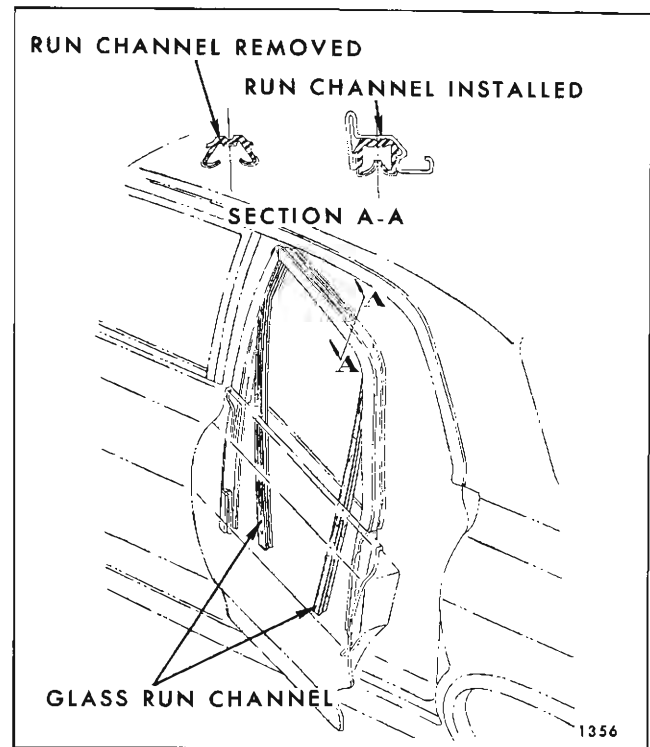 RUN CHANNEL REMOVED
RUN CHANNEL INSTALLED
SECTION A-A
A
A
GLASS RUN CHANNEL
1356